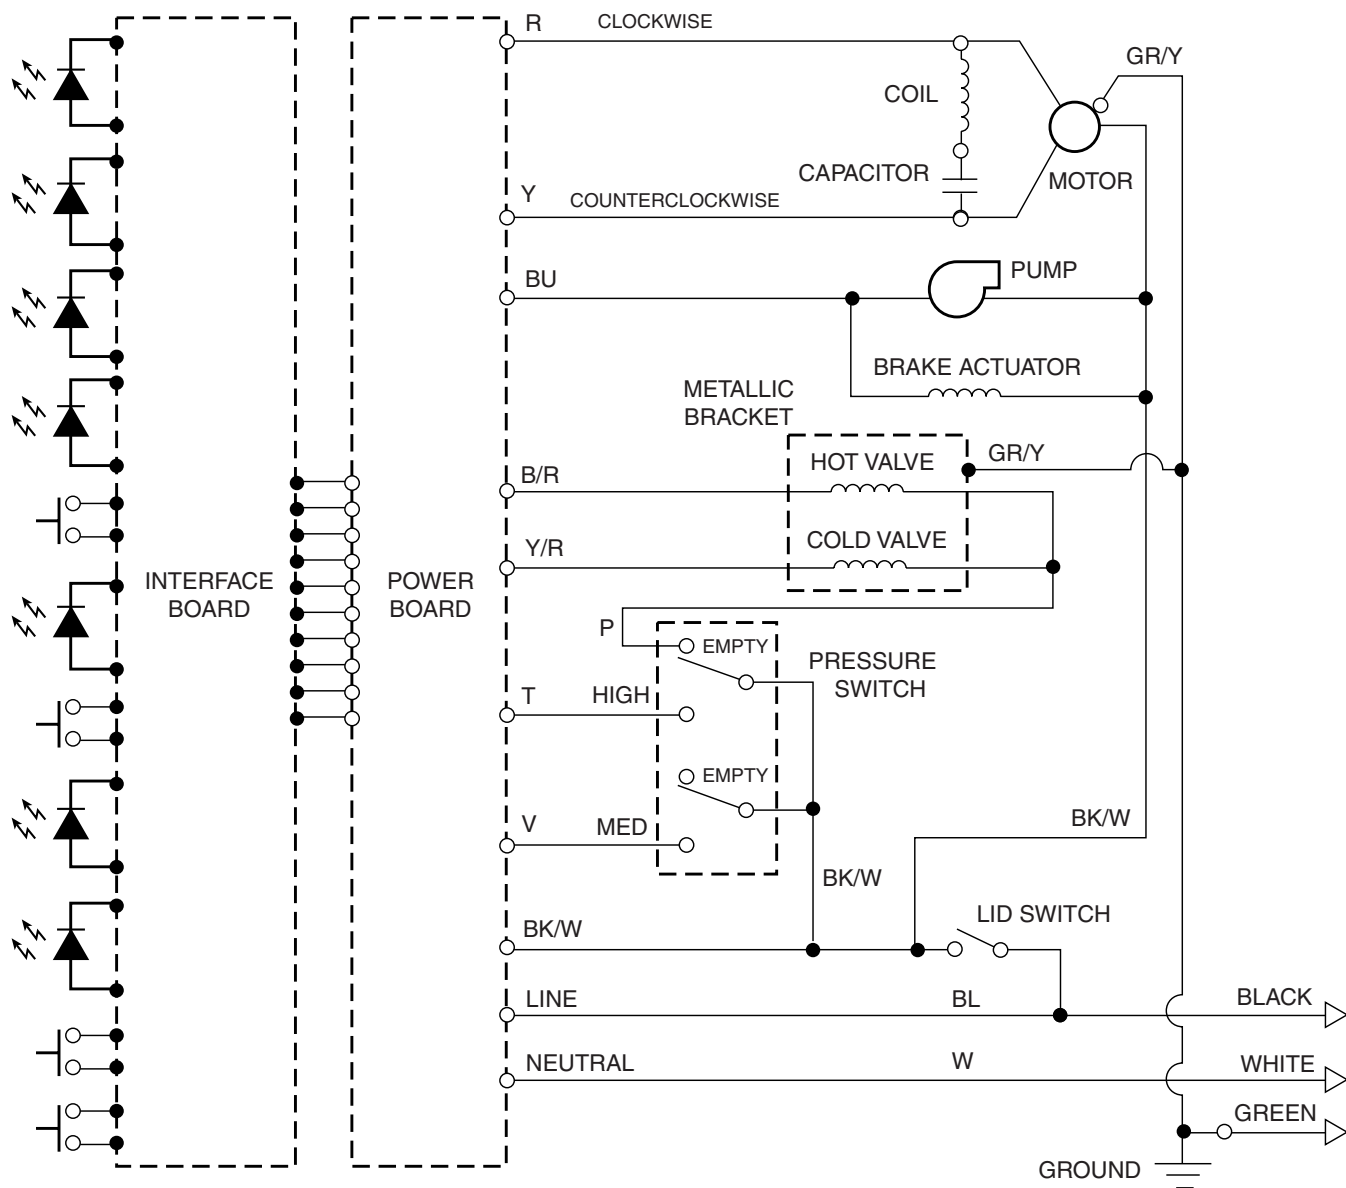 R
CLOCKWISE
GR/Y
COIL
CAPACITOR
MOTOR
Y
COUNTERCLOCKWISE
BU
PUMP
BRAKE ACTUATOR
METALLIC
BRACKET
GR/Y
HOT VALVE
B/R
COLD VALVE
Y/R
INTERFACE
BOARD
POWER
BOARD
P
EMPTY
PRESSURE
SWITCH
T
HIGH
EMPTY
V
MED
BK/W
BK/W
BK/W
LID SWITCH
LINE
BL
BLACK
NEUTRAL
W
WHITE
GREEN
GROUND